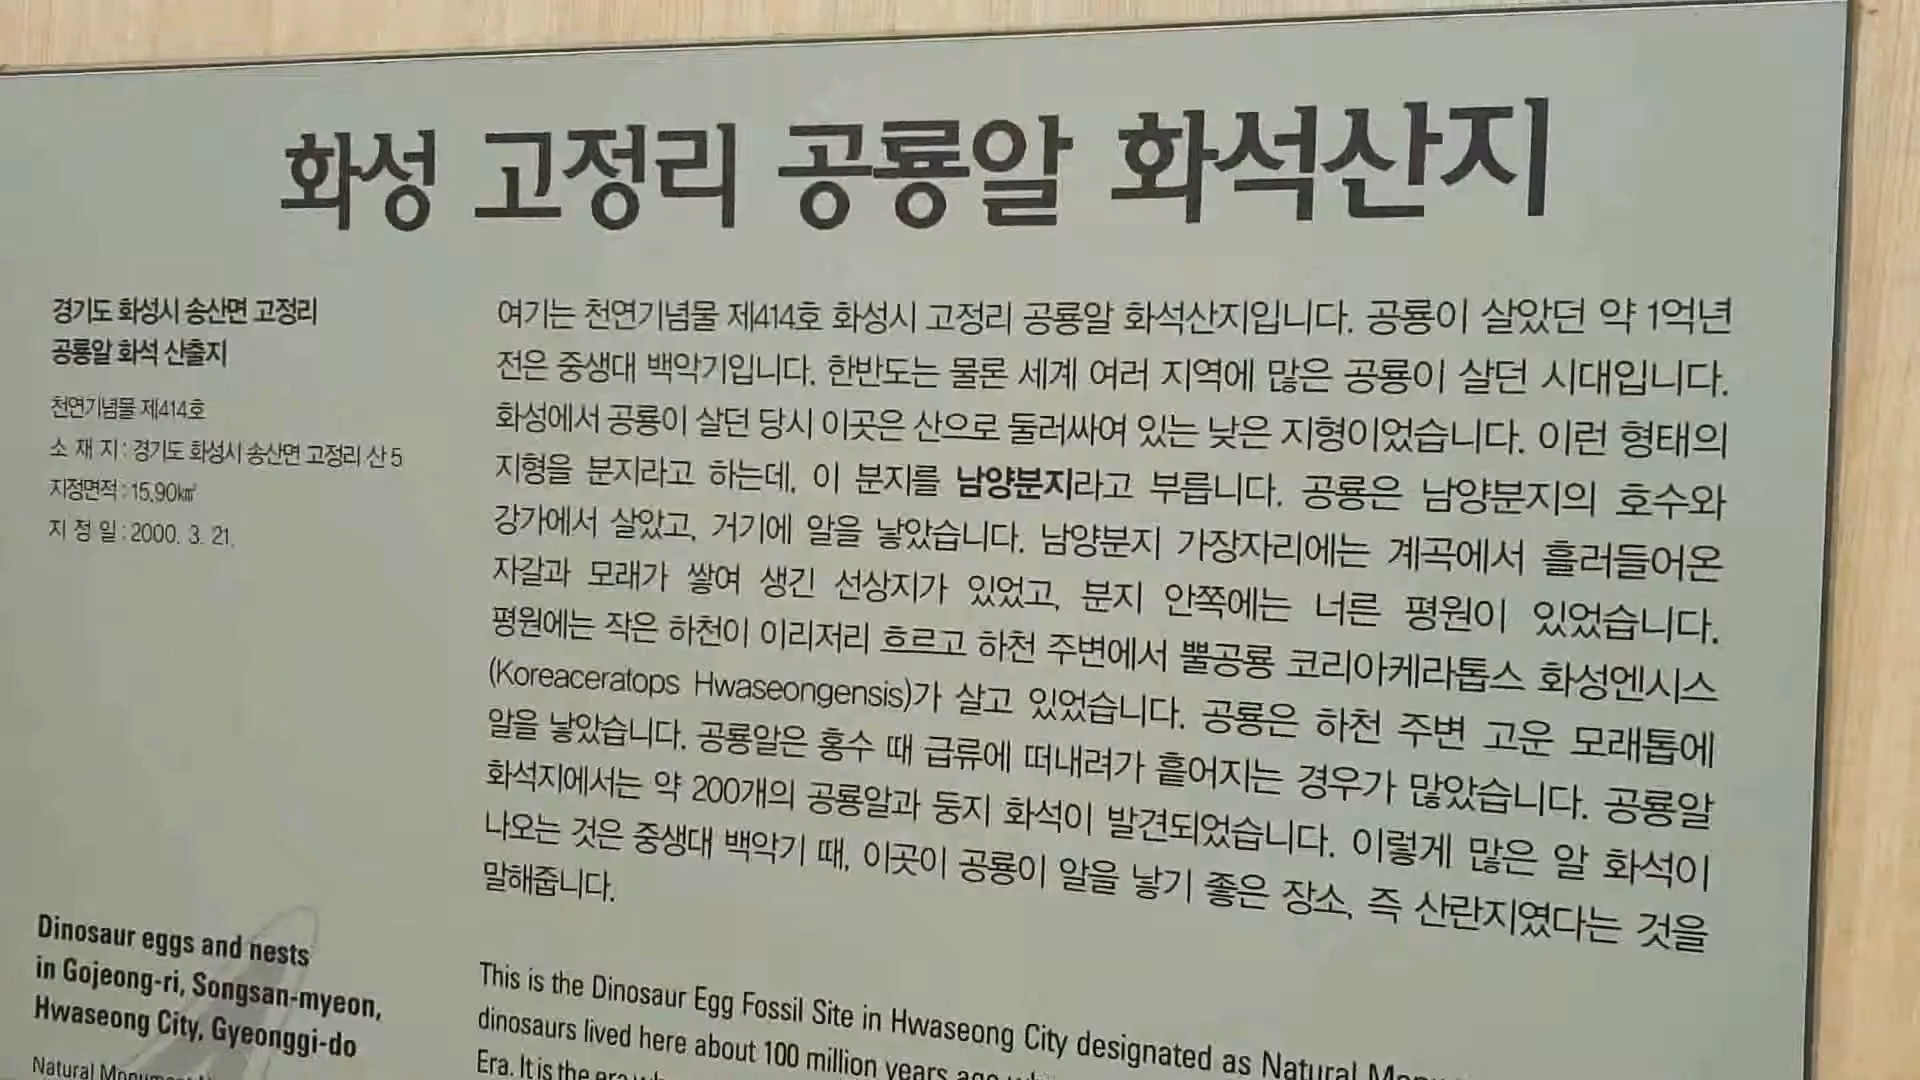 화성 고정리 공룡알 화석산지
경기도 화성시 송산면 고정리
공룡알 화석 산출지
천연기념물 제414호
소 재 지 : 경기도 화성시 송산면 고정리 산 5
지정면적 : 15.90㎢
지 정 일 : 2000. 3. 21.
여기는 천연기념물 제414호 화성시 고정리 공룡알 화석산지입니다. 공룡이 살았던 약 1억년
전은 중생대 백악기입니다. 한반도는 물론 세계 여러 지역에 많은 공룡이 살던 시대입니다.
화성에서 공룡이 살던 당시 이곳은 산으로 둘러싸여 있는 낮은 지형이었습니다. 이런 형태의
지형을 분지라고 하는데, 이 분지를 남양분지라고 부릅니다. 공룡은 남양분지의 호수와
강가에서 살았고, 거기에 알을 낳았습니다. 남양분지 가장자리에는 계곡에서 흘러들어온
자갈과 모래가 쌓여 생긴 선상지가 있었고, 분지 안쪽에는 너른 평원이 있었습니다.
평원에는 작은 하천이 이리저리 흐르고 하천 주변에서 뿔공룡 코리아케라톱스 화성엔시스
(Koreaceratops Hwaseongensis)가 살고 있었습니다. 공룡은 하천 주변 고운 모래톱에
알을 낳았습니다. 공룡알은 홍수 때 급류에 떠내려가 흩어지는 경우가 많았습니다. 공룡알
화석지에서는 약 200개의 공룡알과 둥지 화석이 발견되었습니다. 이렇게 많은 알 화석이
나오는 것은 중생대 백악기 때, 이곳이 공룡이 알을 낳기 좋은 장소, 즉 산란지였다는 것을
말해줍니다.
Dinosaur eggs and nests
in Gojeong-ri, Songsan-myeon,
Hwaseong City, Gyeonggi-do
Natural Monument
This is the Dinosaur Egg Fossil Site in Hwaseong City designated as Natural
dinosaurs lived here about 100 million years ago
Era. It is the era